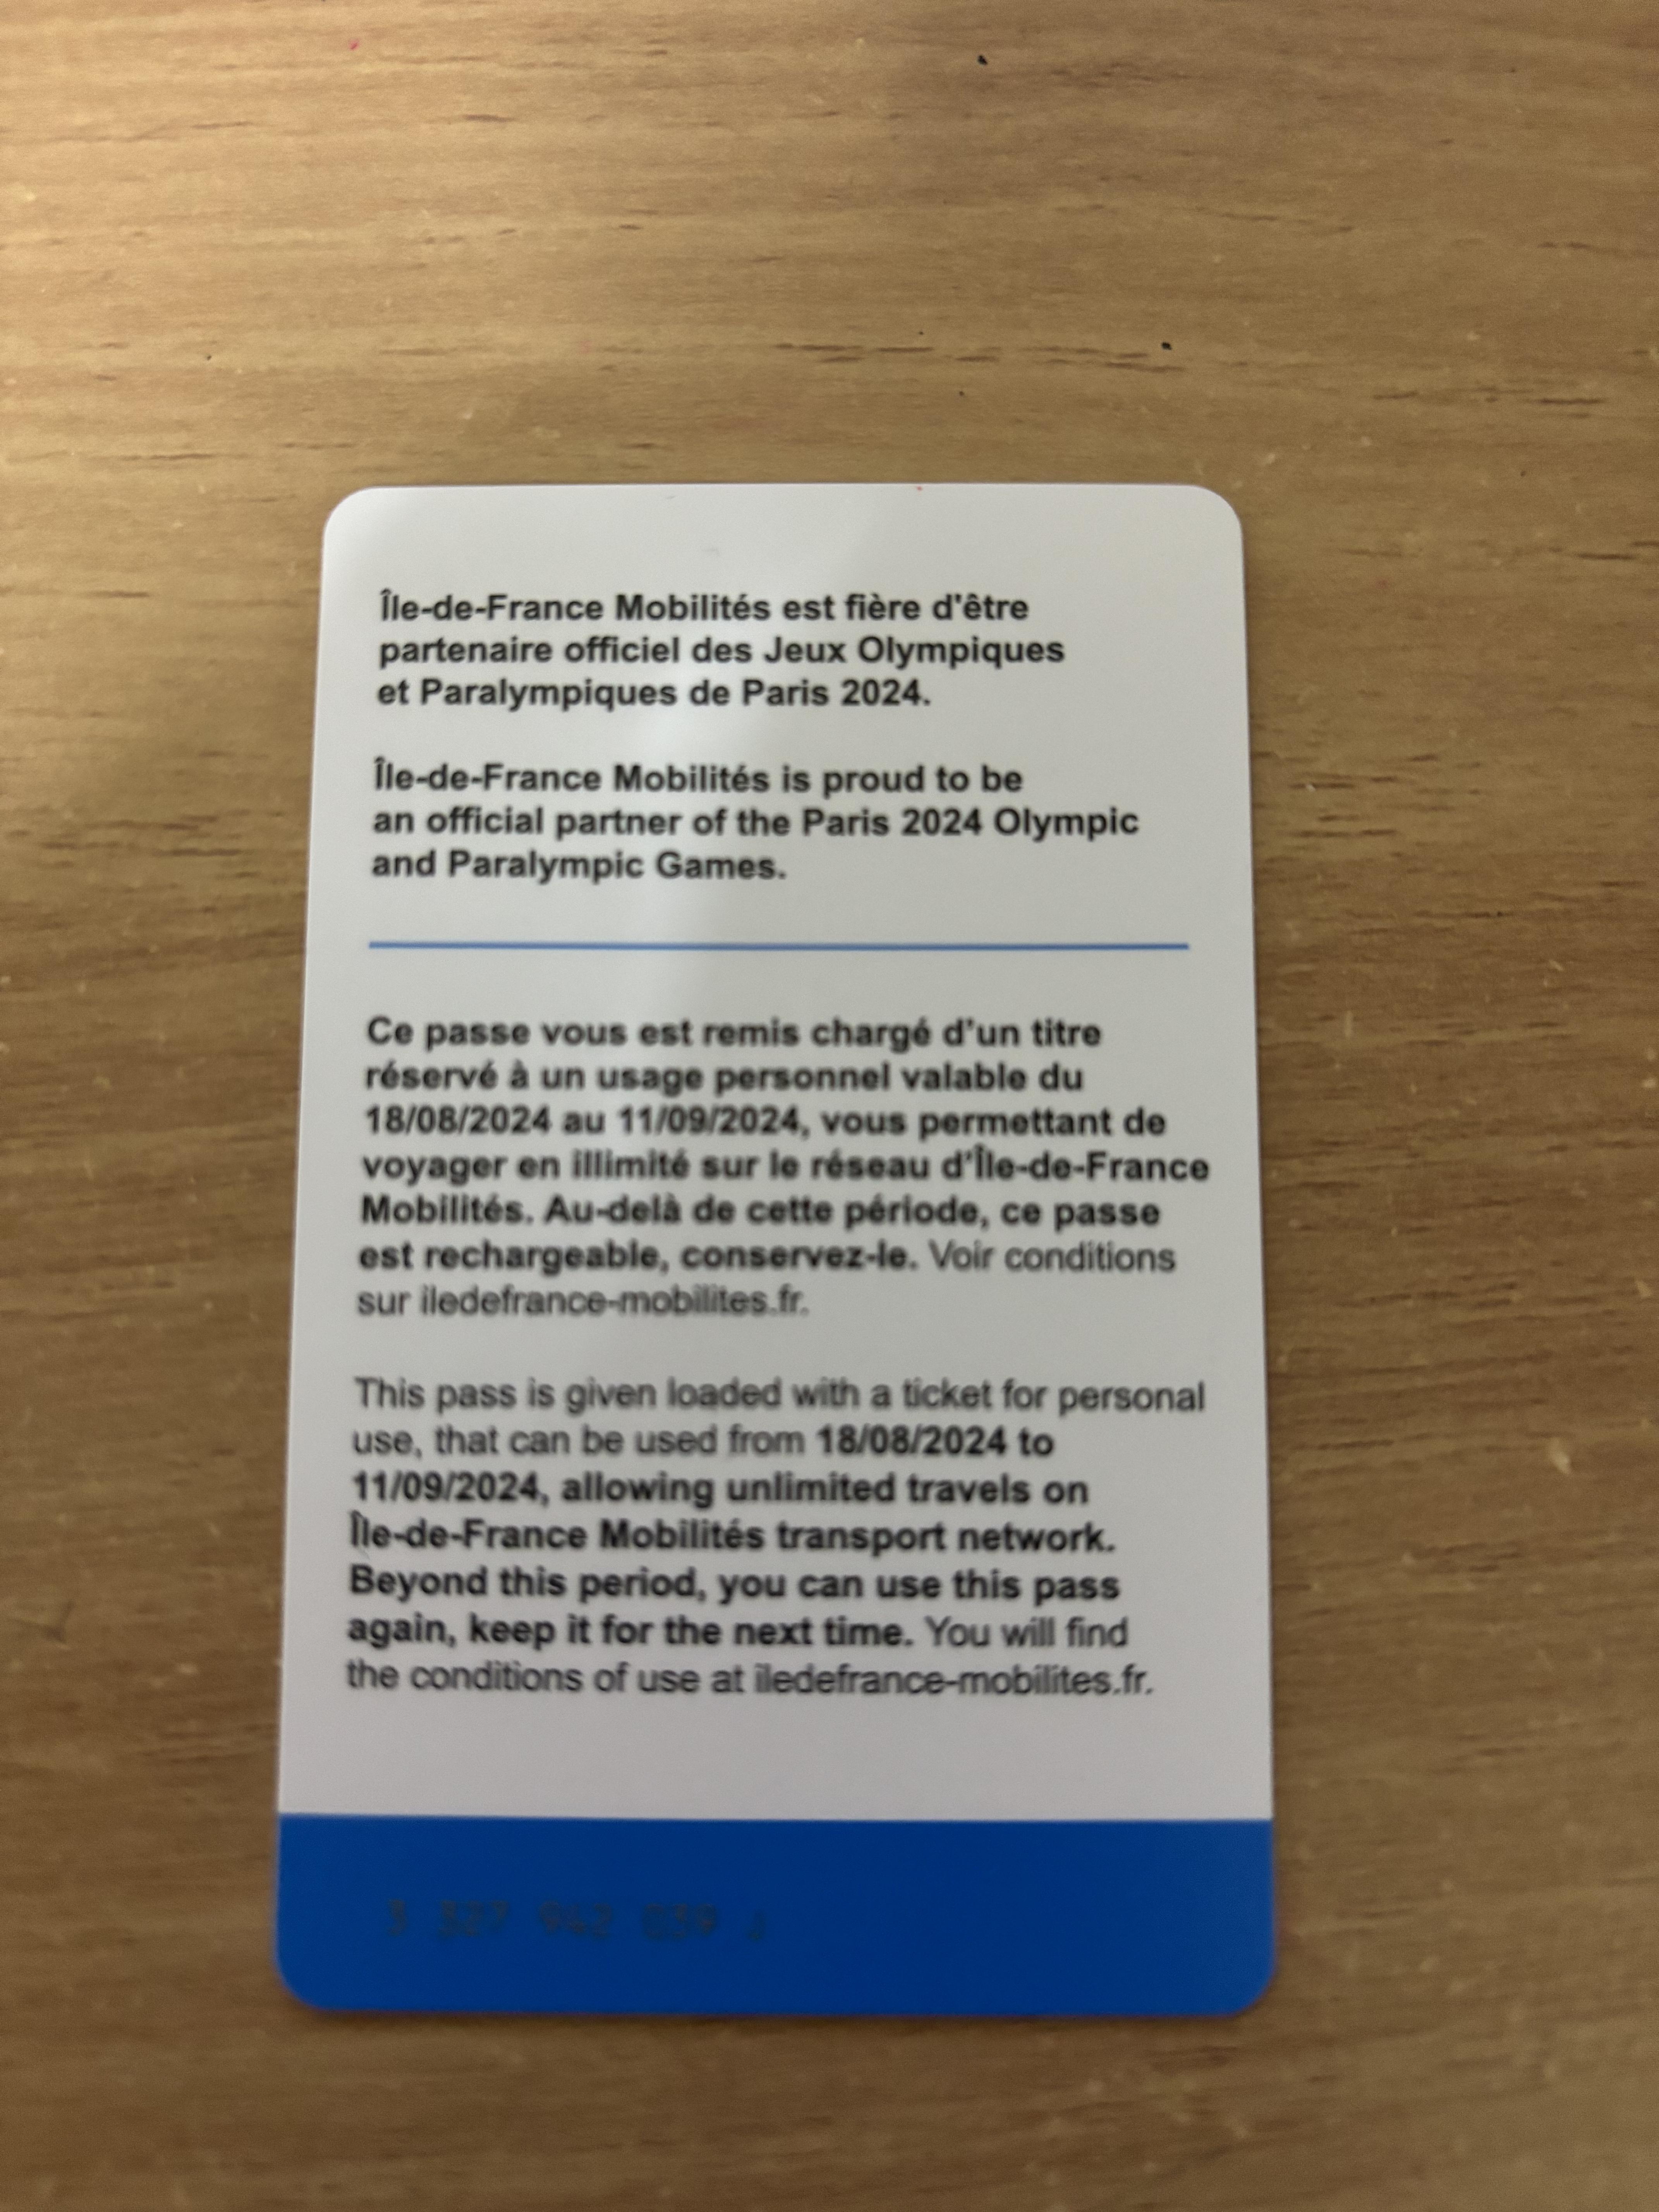 Île-de-France Mobilités est fière d'être
partenaire officiel des Jeux Olympiques
et Paralympiques de Paris 2024.
Île-de-France Mobilités is proud to be
an official partner of the Paris 2024 Olympic
and Paralympic Games.
Ce passe vous est remis chargé d'un titre
réservé à un usage personnel valable du
18/08/2024 au 11/09/2024, vous permettant de
voyager en illimité sur le réseau d'Île-de-France
Mobilités. Au-delà de cette période, ce passe
est rechargeable, conservez-le. Voir conditions
sur iledefrance-mobilites.fr.
This pass is given loaded with a ticket for personal
use, that can be used from 18/08/2024 to
11/09/2024, allowing unlimited travels on
Île-de-France Mobilités transport network.
Beyond this period, you can use this pass
again, keep it for the next time. You will find
the conditions of use at iledefrance-mobilites.fr.
3 327 942 039